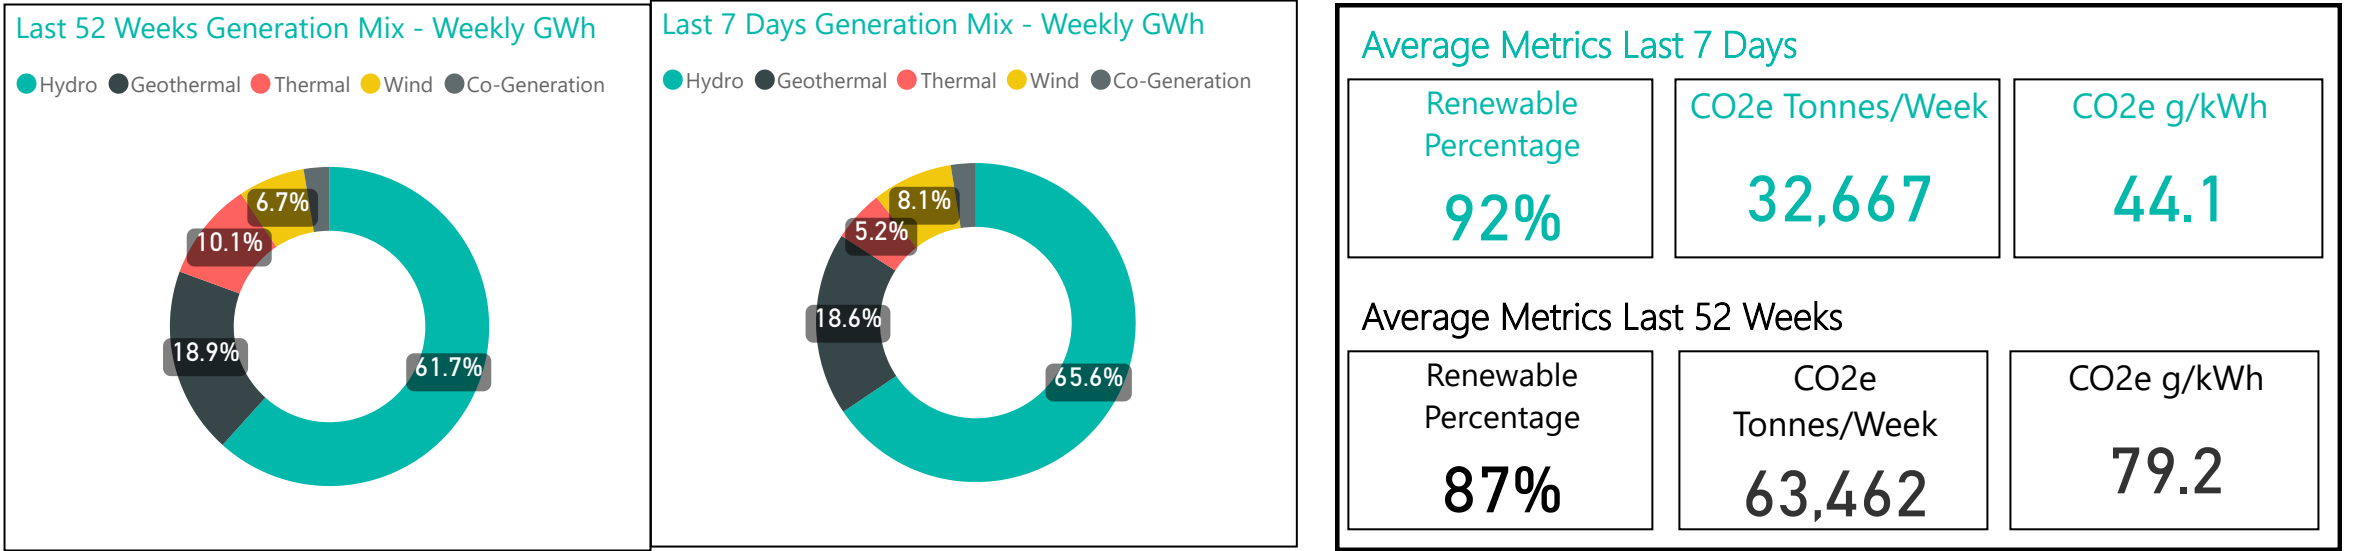 Last 52 Weeks Generation Mix - Weekly GWh
Hydro Geothermal Thermal Wind Co-Generation
6.7%
10.1%
18.9%
61.7%
Last 7 Days Generation Mix - Weekly GWh
Hydro Geothermal Thermal Wind Co-Generation
8.1%
5.2%
18.6%
65.6%
Average Metrics Last 7 Days
Renewable
Percentage
92%
CO2e Tonnes/Week
32,667
CO2e g/kWh
44.1
Average Metrics Last 52 Weeks
Renewable
Percentage
87%
CO2e
Tonnes/Week
63,462
CO2e g/kWh
79.2